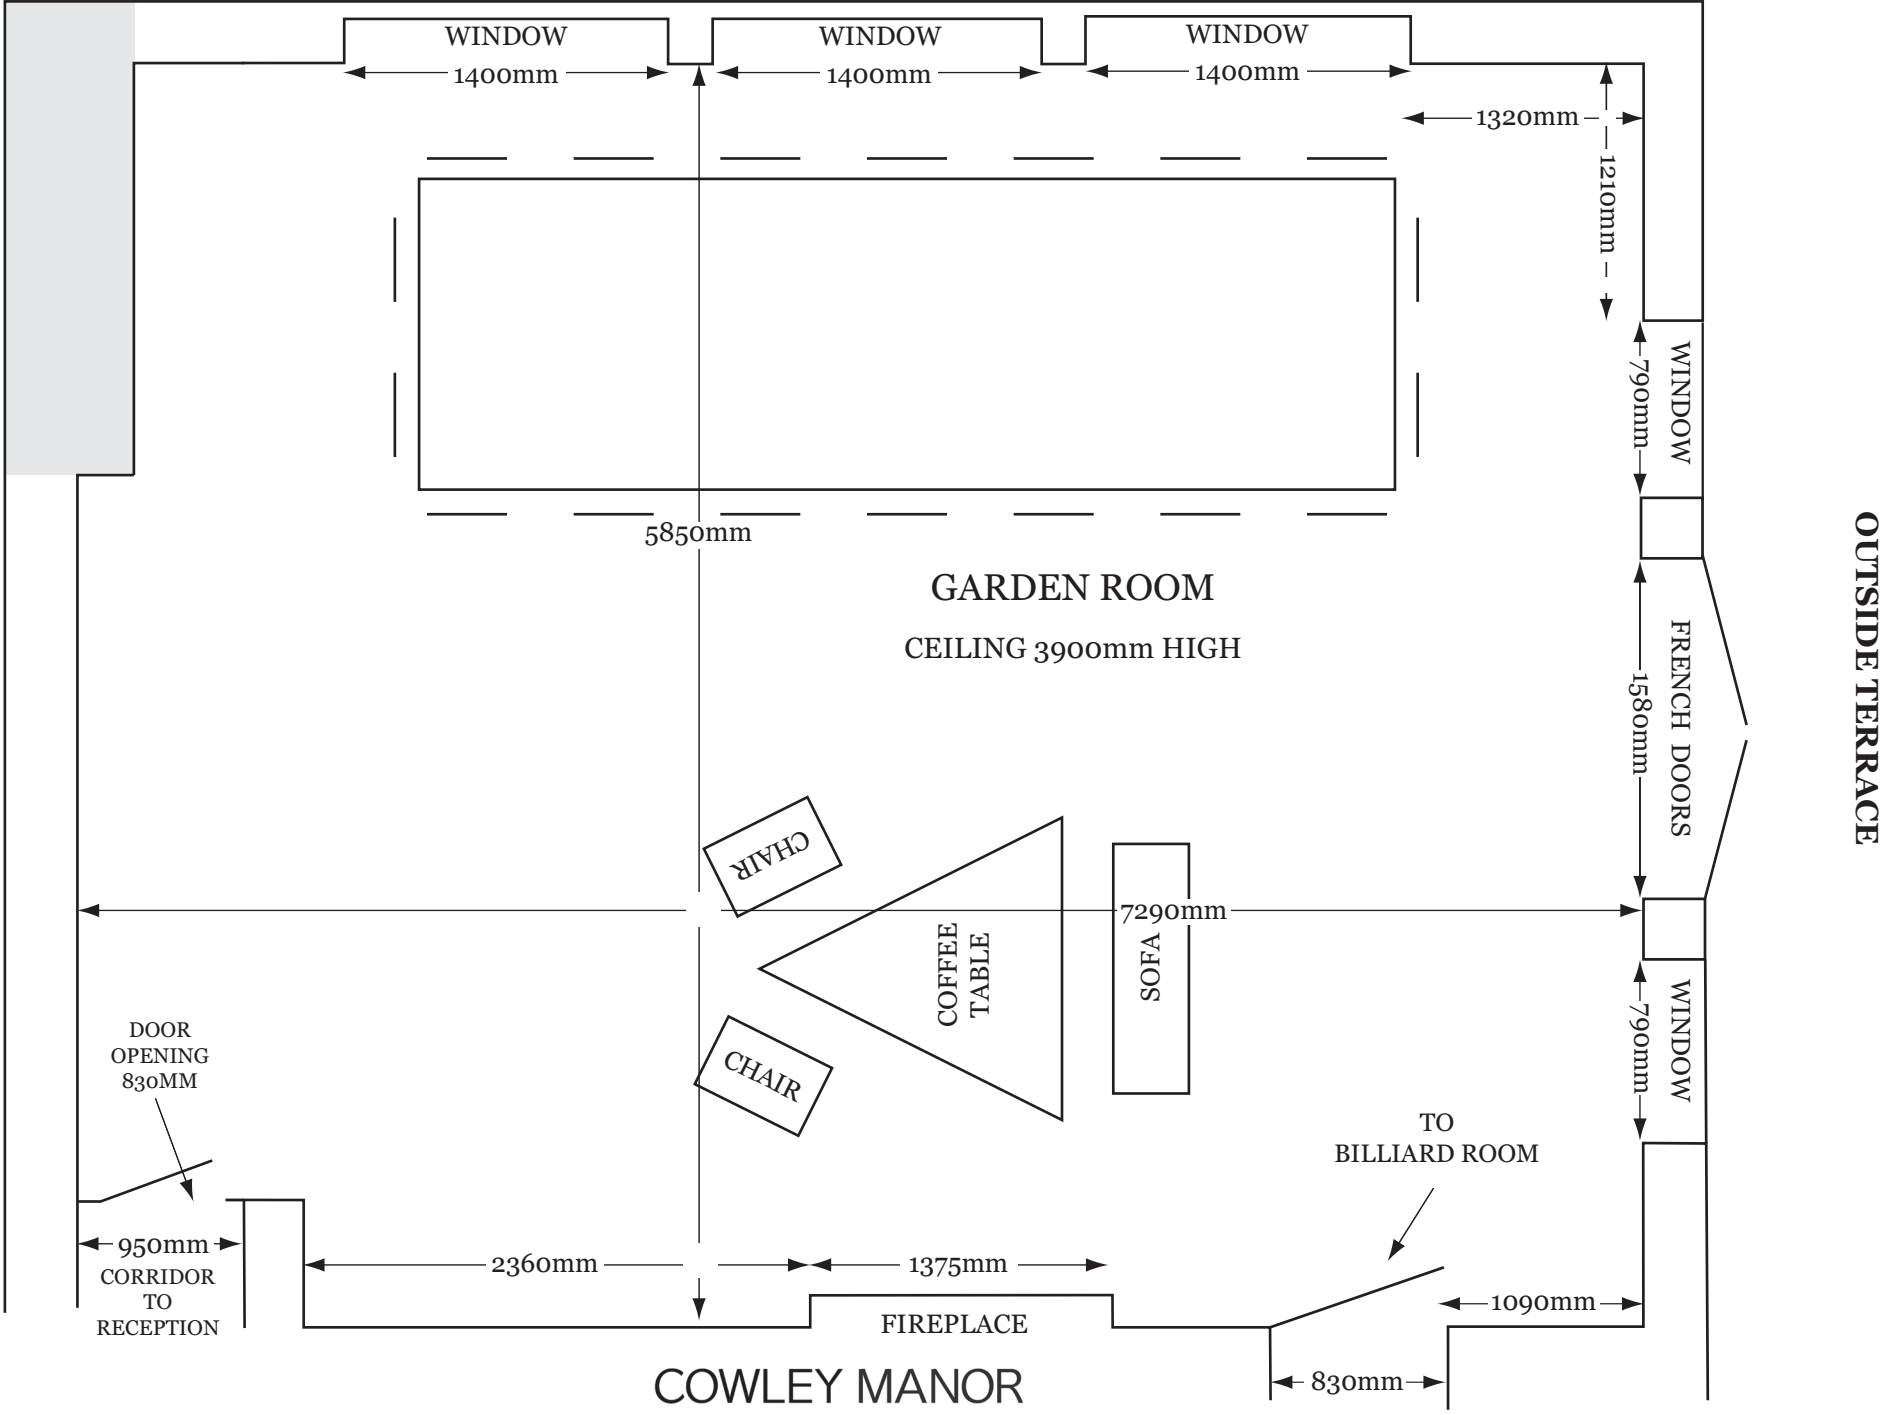 WINDOW
WINDOW
WINDOW
1400mm
1400mm
1400mm
1320mm
1210mm
WINDOW
790mm
5850mm
GARDEN ROOM
CEILING 3900mm HIGH
FRENCH DOORS
1580mm
OUTSIDE TERRACE
CHAIR
7290mm
COFFEE
TABLE
SOFA
CHAIR
WINDOW
790mm
DOOR
OPENING
830MM
TO
BILLIARD ROOM
950mm
CORRIDOR
TO
RECEPTION
2360mm
1375mm
FIREPLACE
1090mm
830mm
COWLEY MANOR